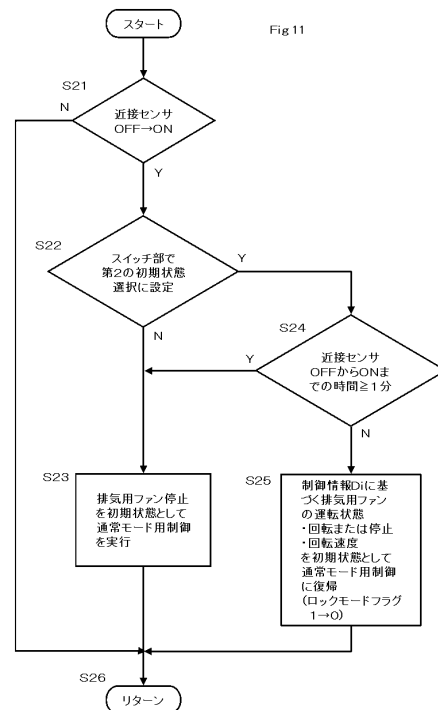 スタート
Fig 11
S21
N
近接センサ
OFF→ON
Y
S22
スイッチ部で
第2の初期状態
選択に設定
Y
N
S24
Y
近接センサ
OFFからONま
での時間≧1分
N
S23
排気用ファン停止
を初期状態として
通常モード用制御
を実行
S25
制御情報Diに基
づく排気用ファン
の運転状態
・回転または停止
・回転速度
を初期状態として
通常モード用制御
に復帰
(ロックモードフラグ
1→0)
S26
リターン